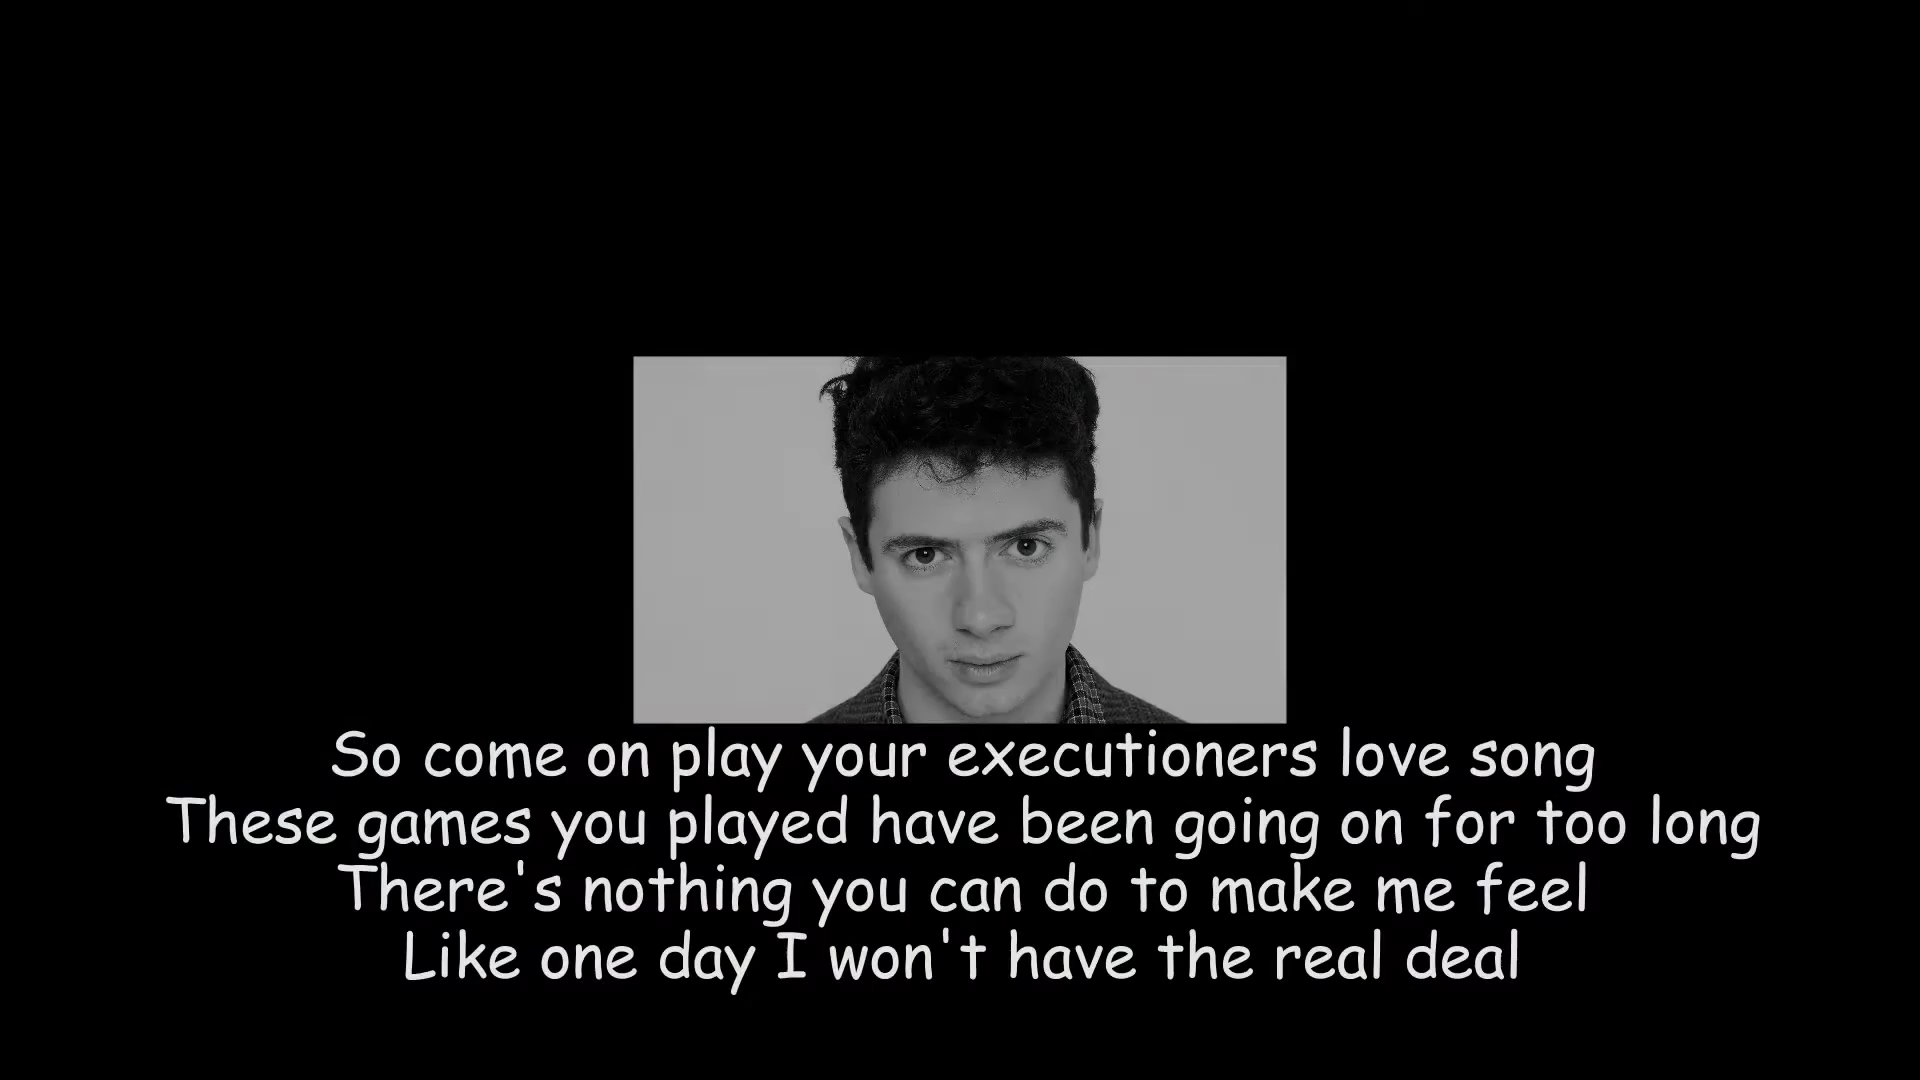 So come on play your executioners love song
These games you played have been going on for too long
There's nothing you can do to make me feel
Like one day I won't have the real deal